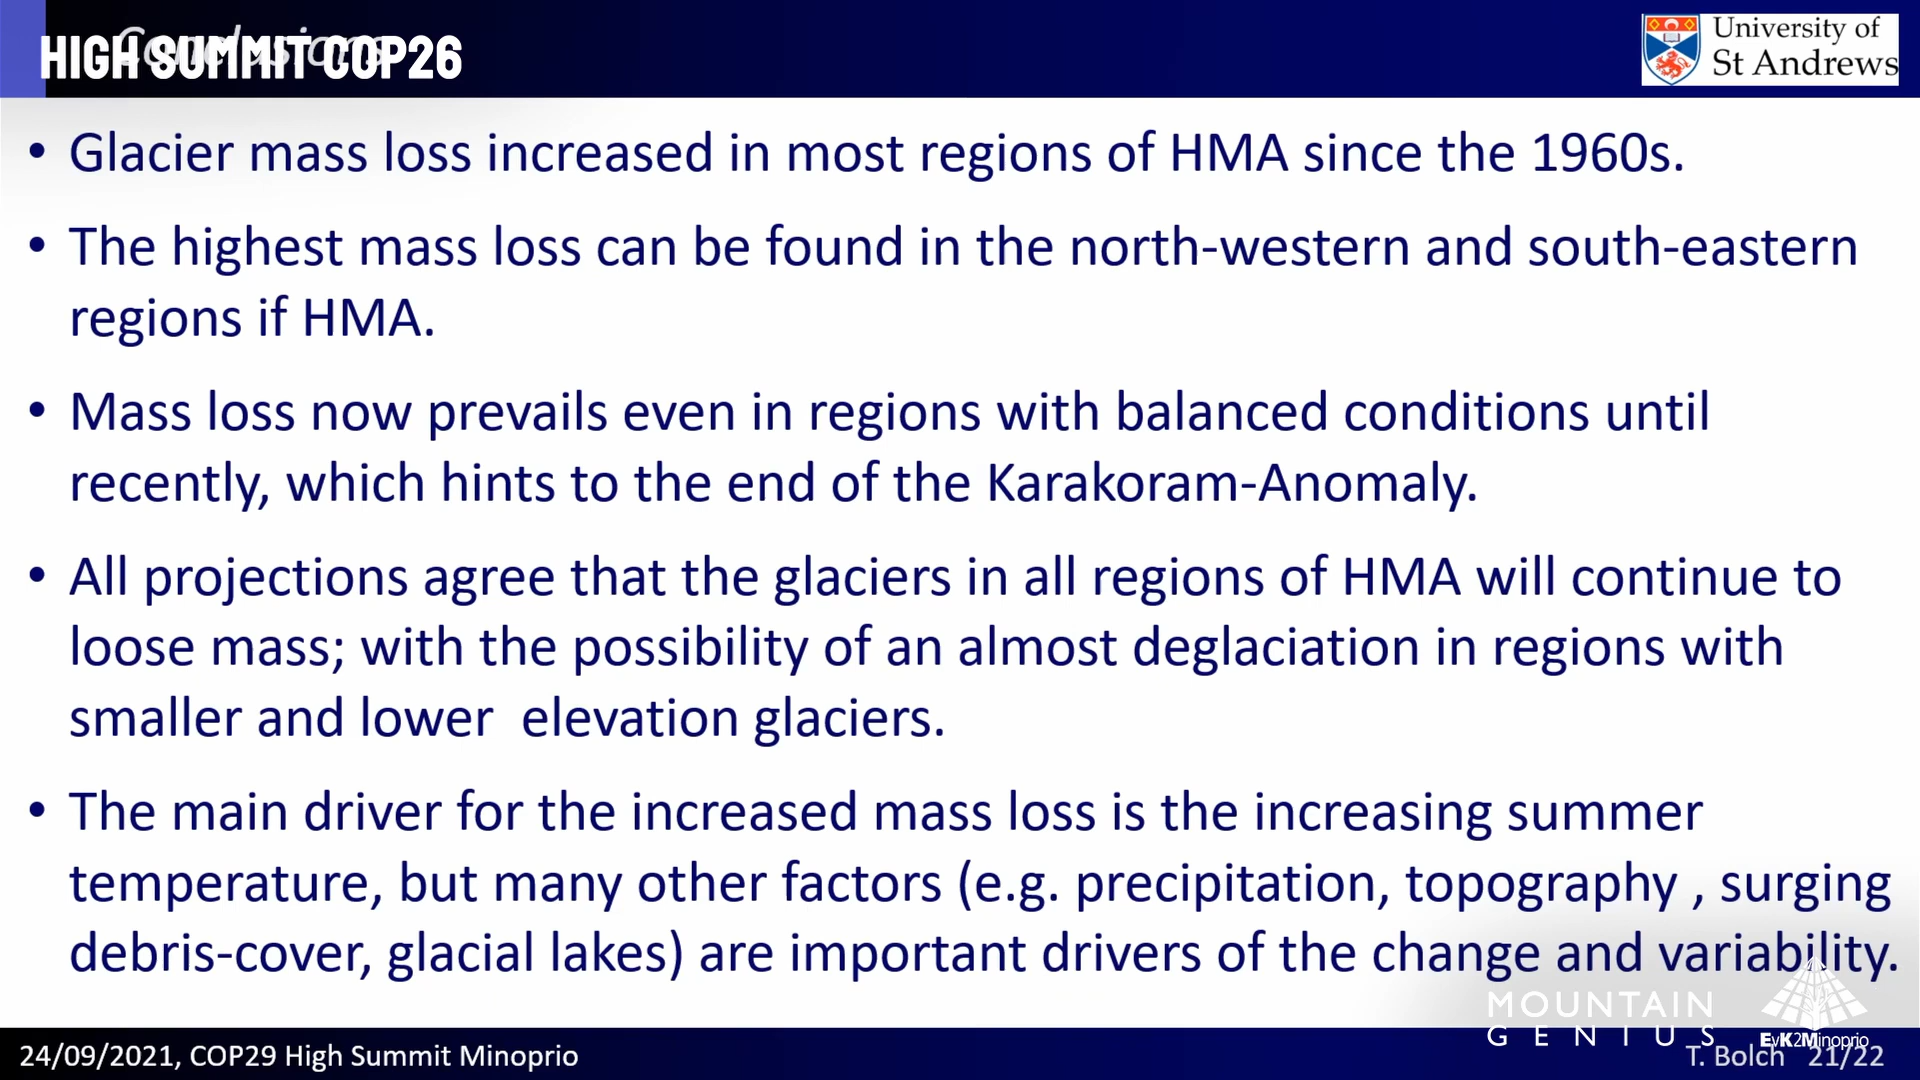 Conclusions
HIGH SUMMIT COP26
University of
St Andrews
• Glacier mass loss increased in most regions of HMA since the 1960s.
• The highest mass loss can be found in the north-western and south-eastern
regions if HMA.
• Mass loss now prevails even in regions with balanced conditions until
recently, which hints to the end of the Karakoram-Anomaly.
• All projections agree that the glaciers in all regions of HMA will continue to
loose mass; with the possibility of an almost deglaciation in regions with
smaller and lower  elevation glaciers.
• The main driver for the increased mass loss is the increasing summer
temperature, but many other factors (e.g. precipitation, topography , surging
debris-cover, glacial lakes) are important drivers of the change and variability.
MOUNTAIN
GENIUS
EvK2Minoprio
24/09/2021, COP29 High Summit Minoprio
T. Bolch 21/22